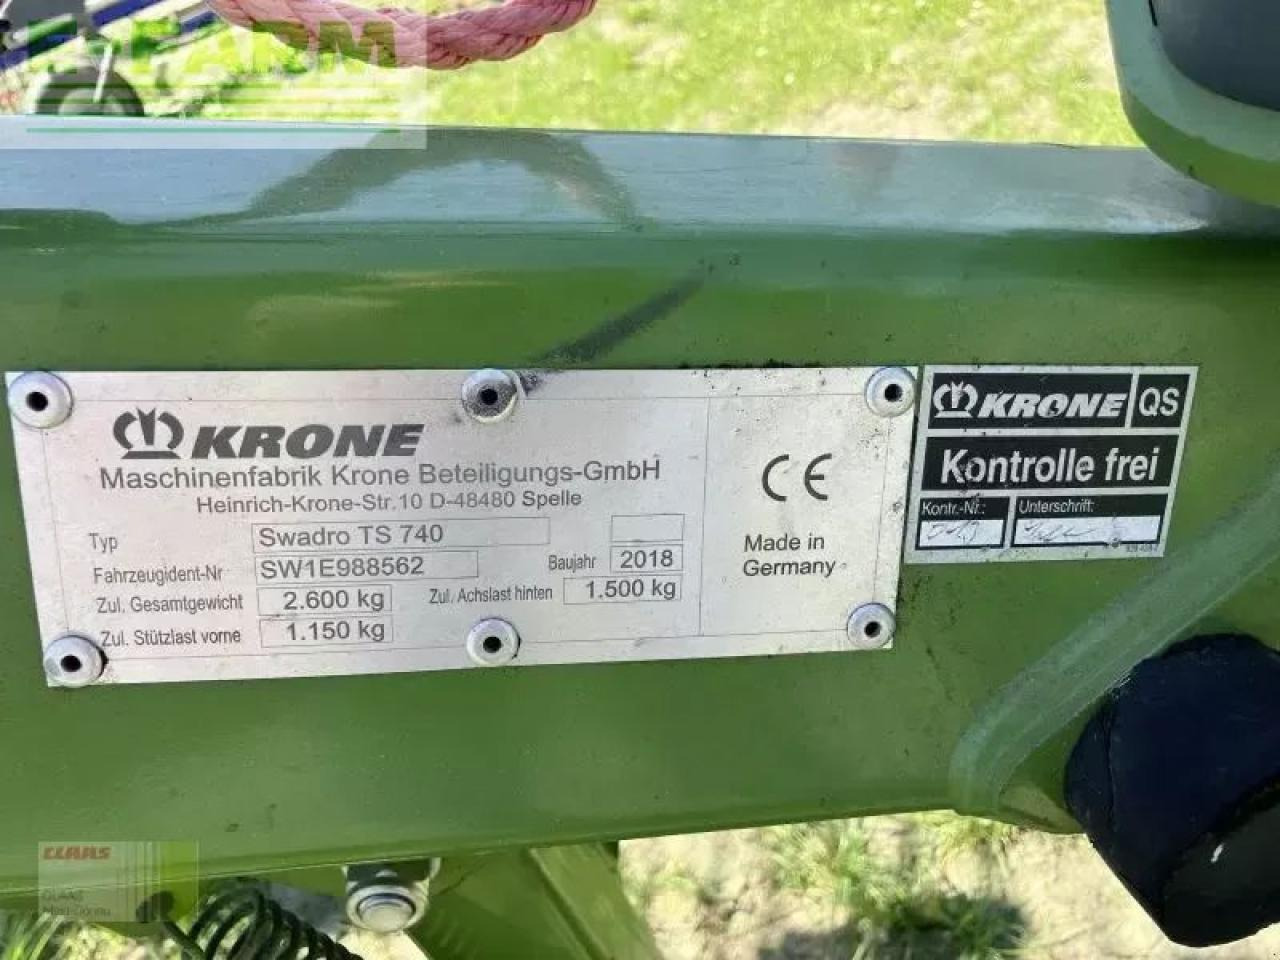 FARM
KRONE
Maschinenfabrik Krone Beteiligungs-GmbH
Heinrich-Krone-Str.10 D-48480 Spelle
Typ Swadro TS 740
Fahrzeugident-Nr SW1E988562 Baujahr 2018
Zul. Gesamtgewicht 2.600 kg Zul. Achslast hinten 1.500 kg
Zul. Stützlast vorne 1.150 kg
CE
Made in
Germany
KRONE QS
Kontrolle frei
Kontr.-Nr.: Unterschrift:
CLAAS